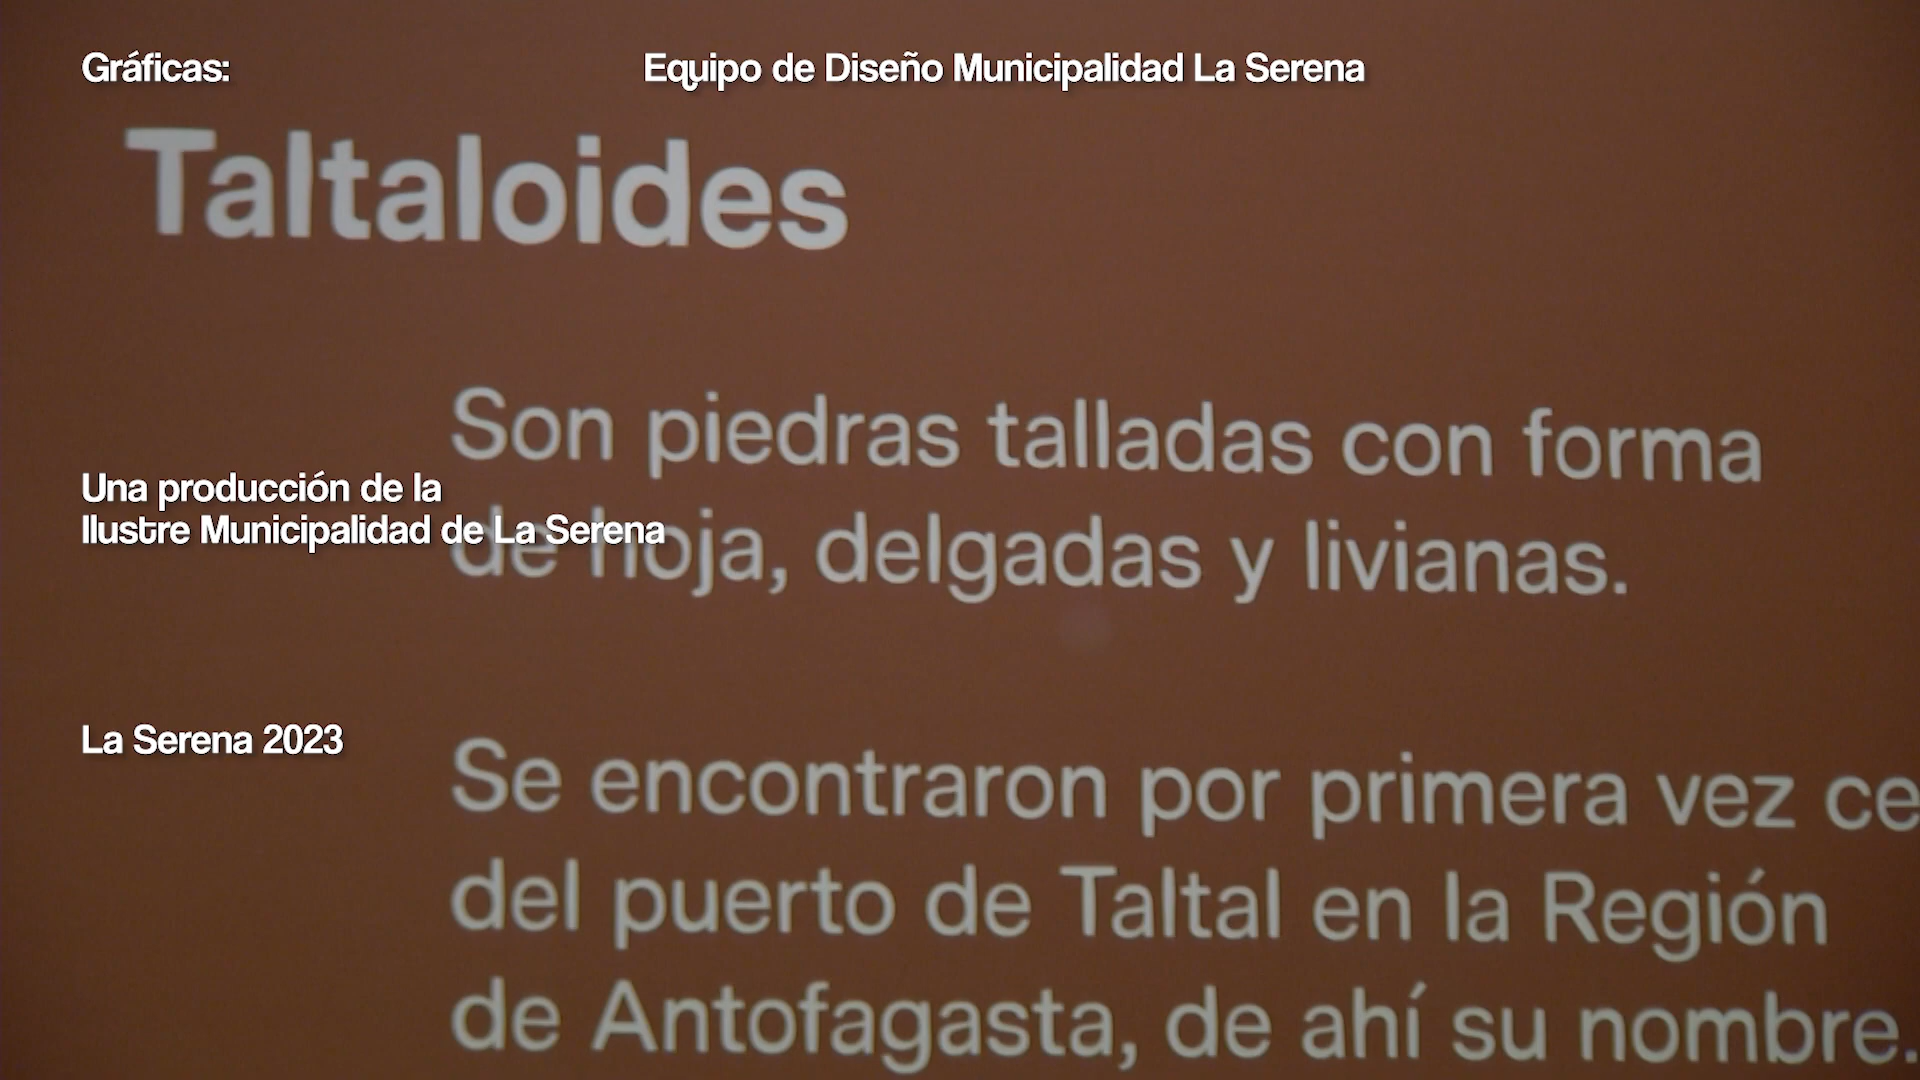 Gráficas:
Equipo de Diseño Municipalidad La Serena
Taltaloides
Son piedras talladas con forma
de hoja, delgadas y livianas.
Una producción de la
Ilustre Municipalidad de La Serena
La Serena 2023
Se encontraron por primera vez ce
del puerto de Taltal en la Región
de Antofagasta, de ahí su nombre.